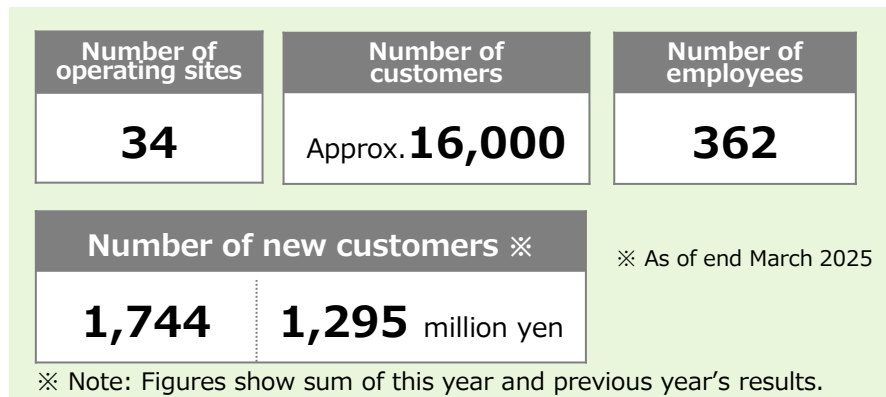 Number of
operating sites
34
Number of
customers
Approx.16,000
Number of
employees
362
Number of new customers ※
1,744
1,295 million yen
※ As of end March 2025
※ Note: Figures show sum of this year and previous year’s results.